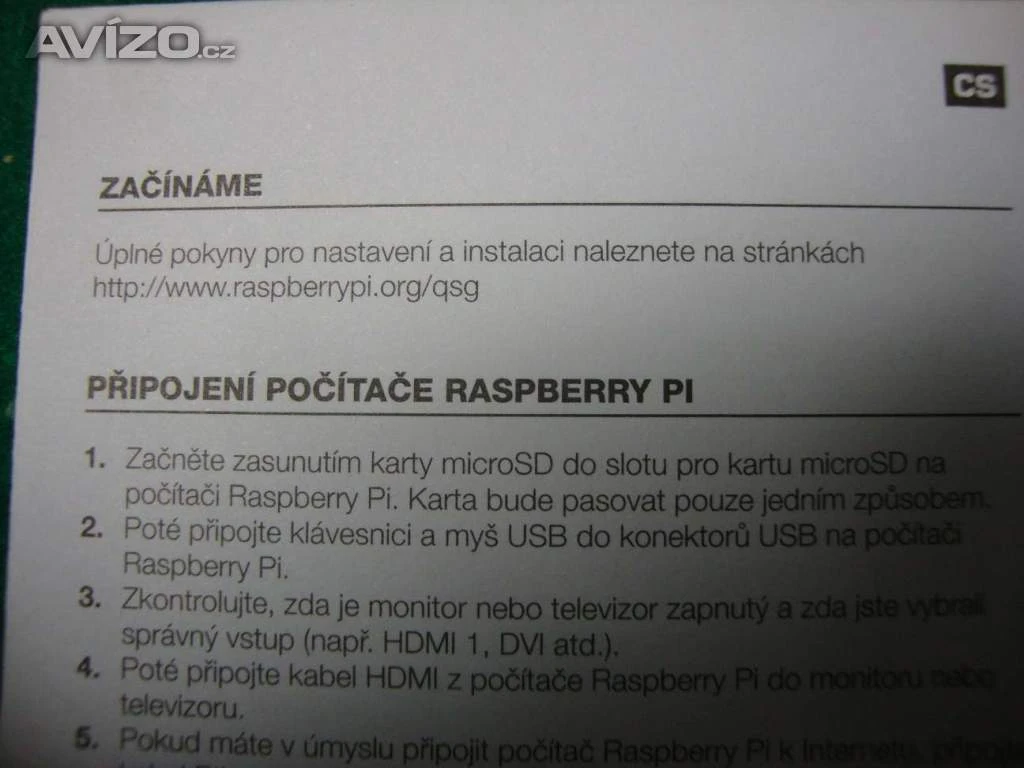 AVÍZO.cz
CS
ZAČÍNÁME
Úplné pokyny pro nastavení a instalaci naleznete na stránkách
http://www.raspberrypi.org/qsg
PŘIPOJENÍ POČÍTAČE RASPBERRY PI
1. Začněte zasunutím karty microSD do slotu pro kartu microSD na
počítači Raspberry Pi. Karta bude pasovat pouze jedním způsobem.
2. Poté připojte klávesnici a myš USB do konektorů USB na počítači
Raspberry Pi.
3. Zkontrolujte, zda je monitor nebo televizor zapnutý a zda jste vybrali
správný vstup (např. HDMI 1, DVI atd.).
4. Poté připojte kabel HDMI z počítače Raspberry Pi do monitoru nebo
televizoru.
5. Pokud máte v úmyslu připojit počítač Raspberry Pi k Internetu,